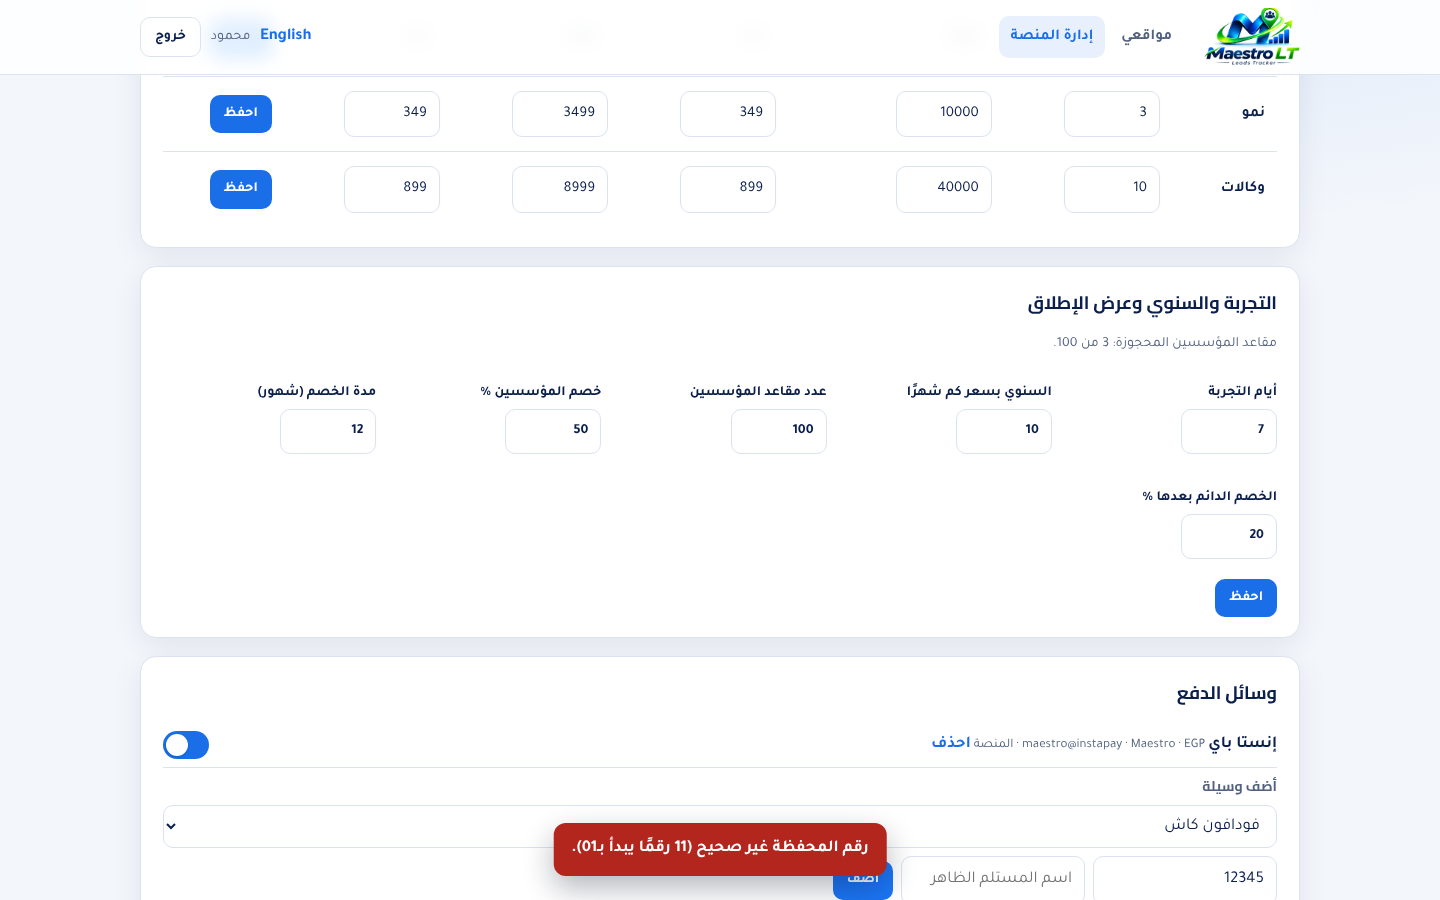 Maestro LT
Leads Tracker
مواقعي
إدارة المنصة
English
محمود
خروج
نمو 3 10000 349 3499 349 احفظ
وكالات 10 40000 899 8999 899 احفظ
التجربة والسنوي وعرض الإطلاق
مقاعد المؤسسين المحجوزة: 3 من 100.
أيام التجربة السنوي بسعر كم شهرًا عدد مقاعد المؤسسين خصم المؤسسين % مدة الخصم (شهور)
7 10 100 50 12
الخصم الدائم بعدها %
20
احفظ
وسائل الدفع
إنستا باي maestro@instapay · Maestro · EGP · المنصة احذف
أضف وسيلة
فودافون كاش
رقم المحفظة غير صحيح (11 رقمًا يبدأ بـ01).
12345 اسم المستلم الظاهر أضف